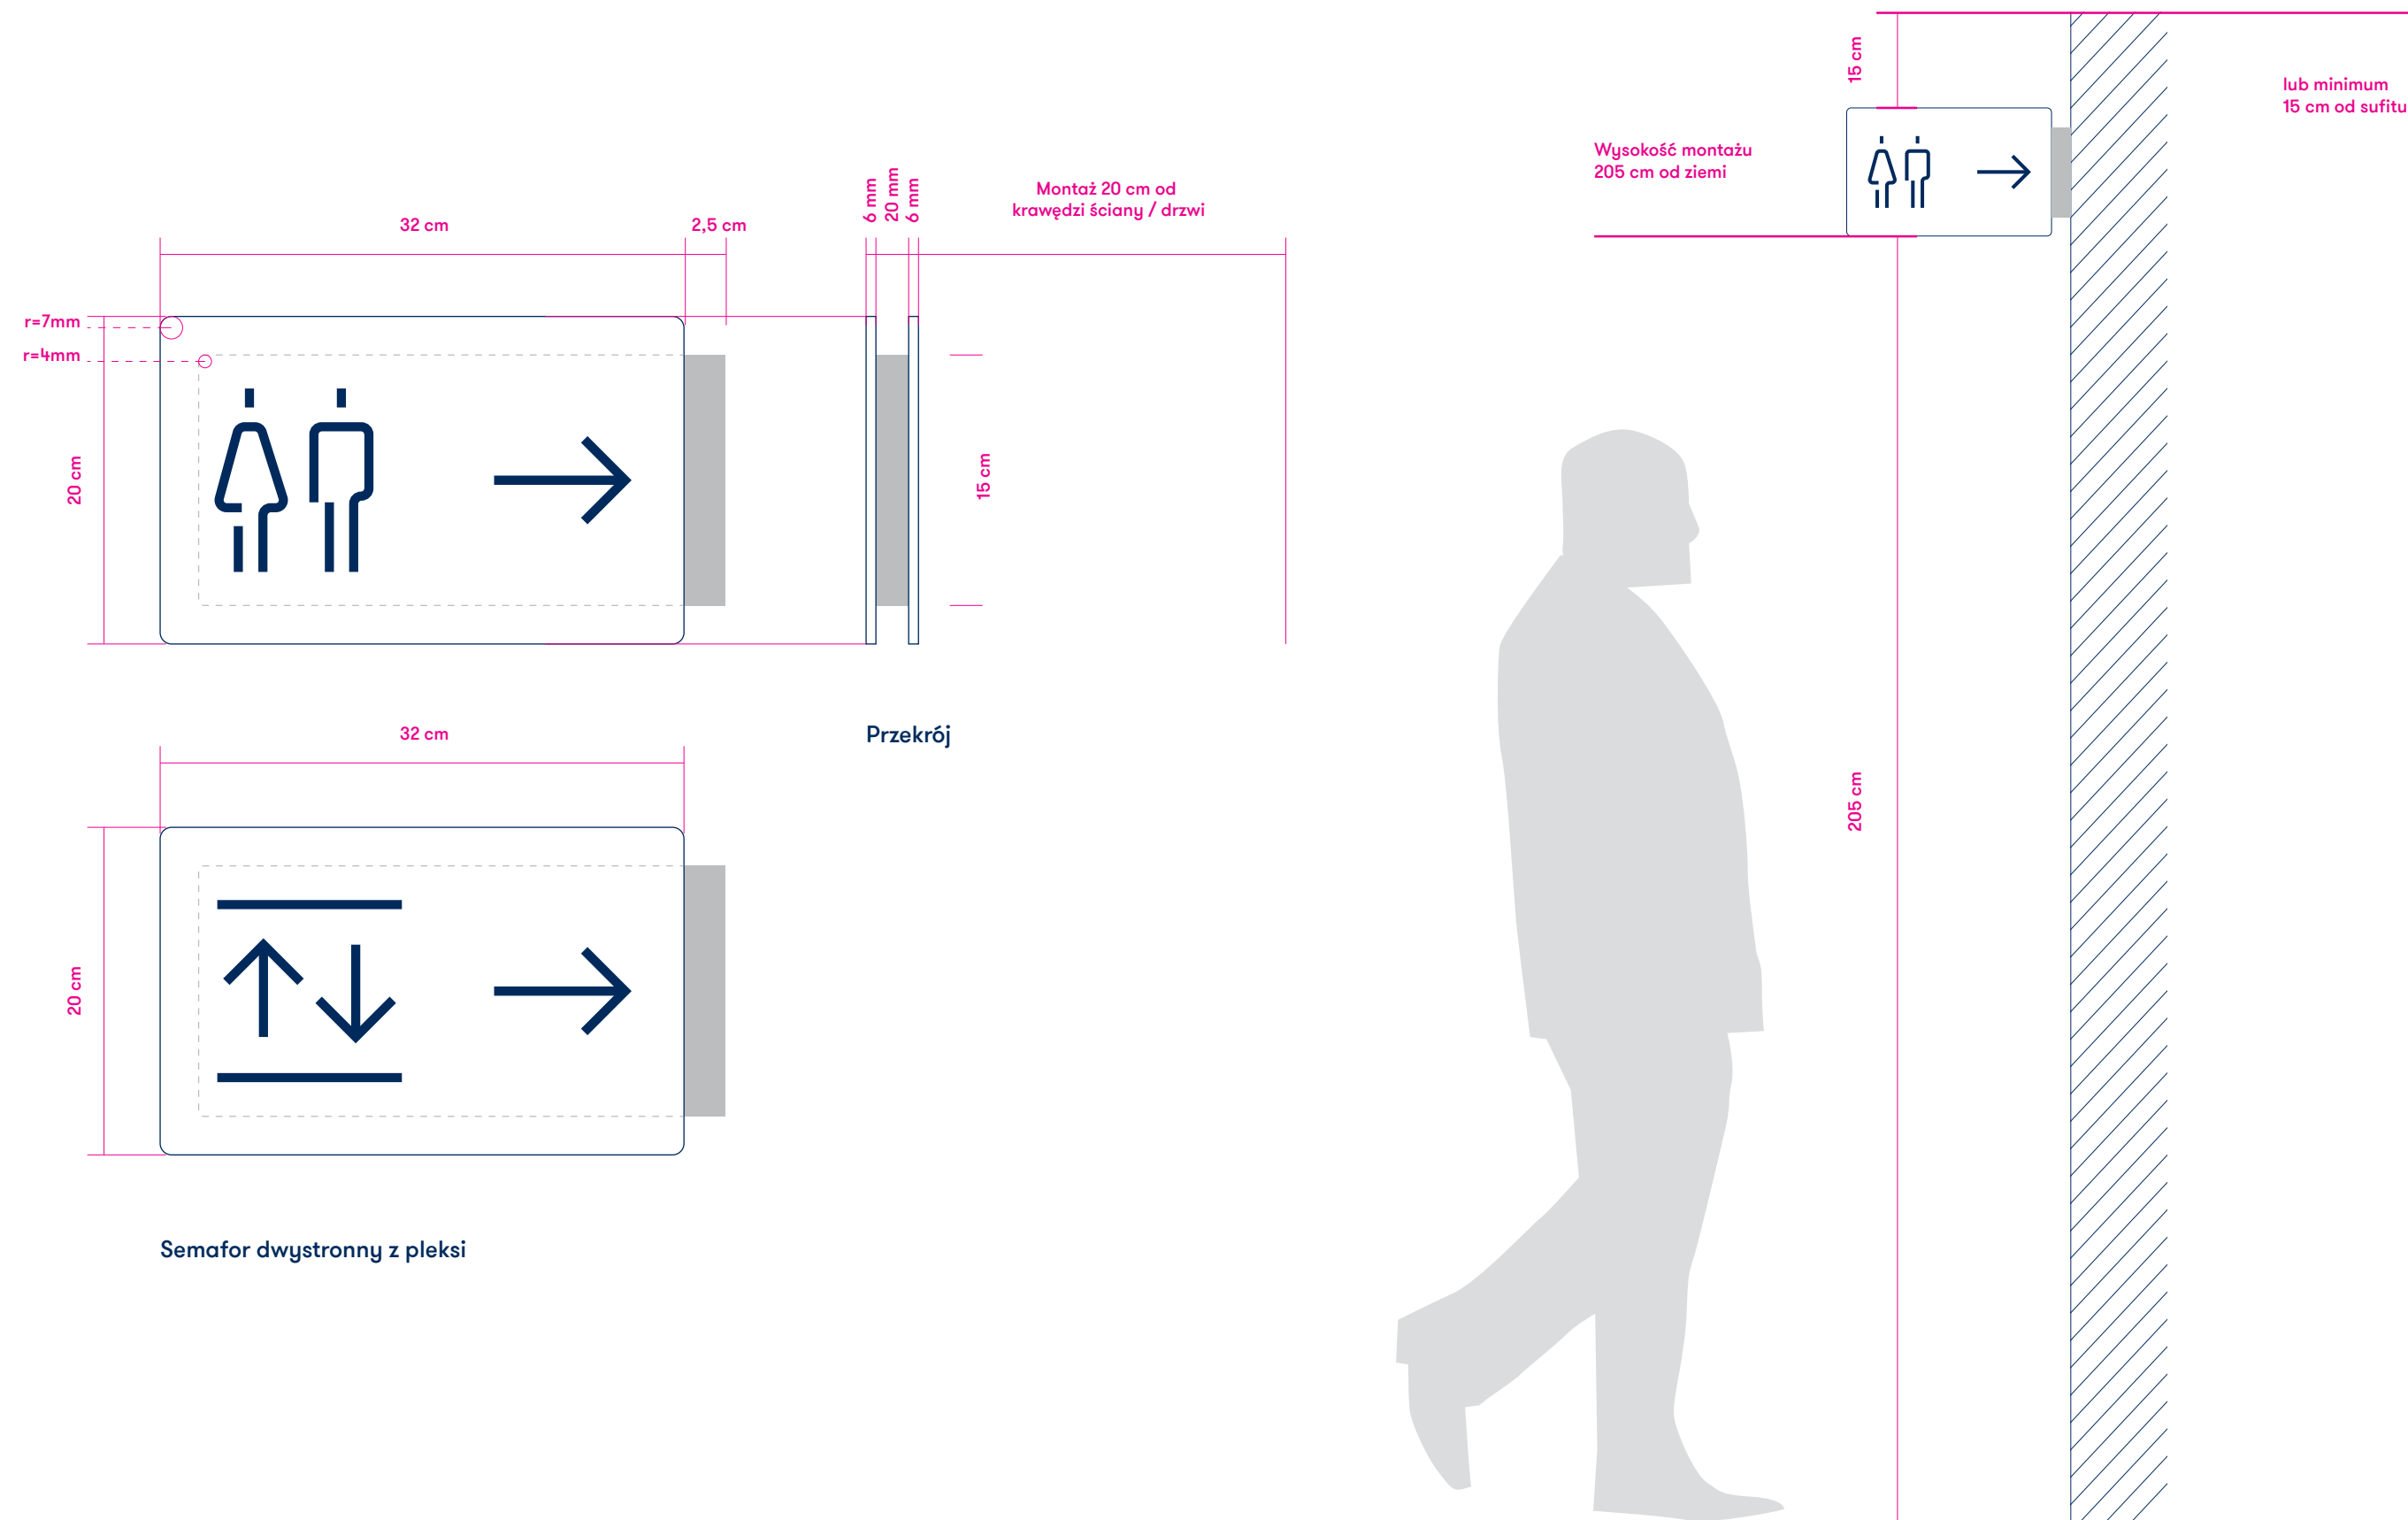 15 cm
lub minimum
15 cm od sufitu
Wysokość montażu
205 cm od ziemi
6 mm
20 mm
6 mm
Montaż 20 cm od
krawędzi ściany / drzwi
32 cm
2,5 cm
r=7mm
r=4mm
20 cm
15 cm
32 cm
Przekrój
205 cm
20 cm
Semafor dwystronny z pleksi